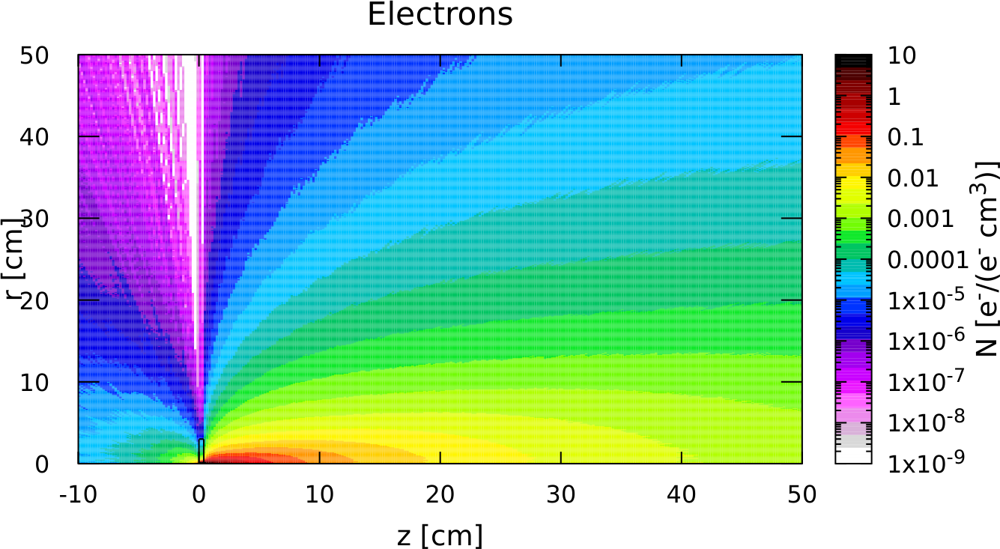 Electrons
50
40
30
20
10
0
r [cm]
-10 0 10 20 30 40 50
z [cm]
10
1
0.1
0.01
0.001
0.0001
1x10-5
1x10-6
1x10-7
1x10-8
1x10-9
N [e-/(e- cm3)]